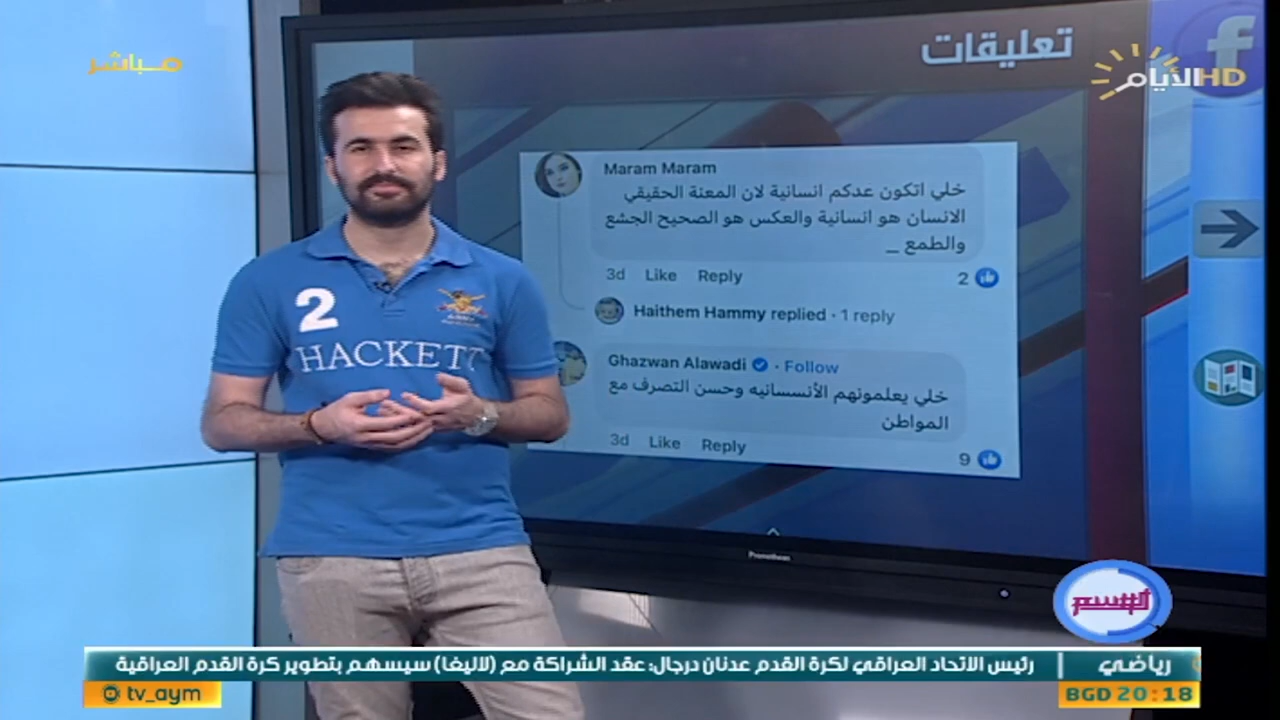 مباشر
تعليقات
الأيام HD
f
Maram Maram
خلي اتكون عدكم انسانية لان المعنة الحقيقي
الانسان هو انسانية والعكس هو الصحيح الجشع
والطمع _
3d Like Reply 2
Haithem Hammy replied · 1 reply
Ghazwan Alawadi · Follow
خلي يعلمونهم الأنسسانيه وحسن التصرف مع
المواطن
3d Like Reply 9
2
HACKETT
Promethean
رياضي | رئيس الاتحاد العراقي لكرة القدم عدنان درجال: عقد الشراكة مع (لاليغا) سيسهم بتطوير كرة القدم العراقية
tv_aym
BGD 20:18